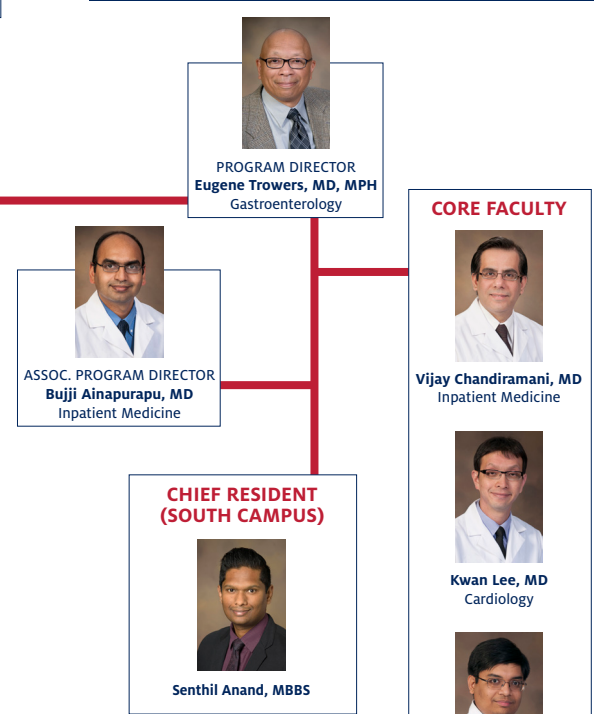 PROGRAM DIRECTOR
Eugene Trowers, MD, MPH
Gastroenterology
CORE FACULTY
ASSOC. PROGRAM DIRECTOR
Bujji Ainapurapu, MD
Inpatient Medicine
Vijay Chandiramani, MD
Inpatient Medicine
CHIEF RESIDENT
(SOUTH CAMPUS)
Kwan Lee, MD
Cardiology
Senthil Anand, MBBS